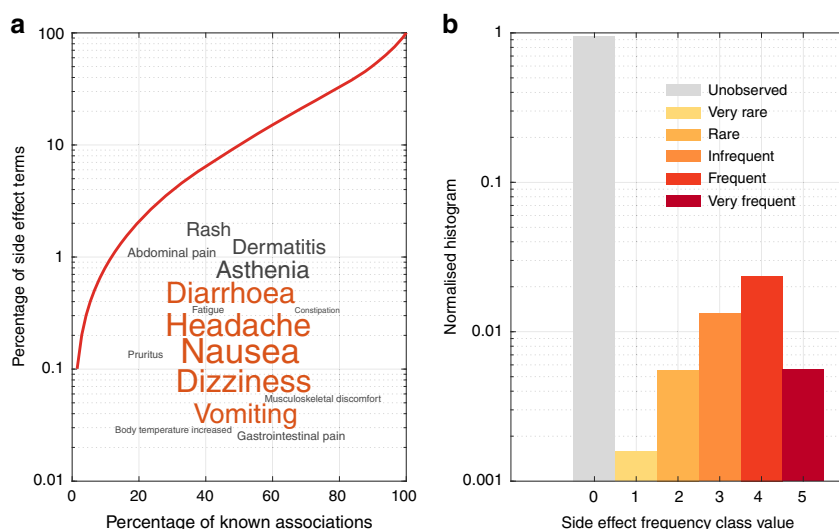 a
Percentage of side effect terms
100
10
1
0.1
0.01
Rash
Abdominal pain
Dermatitis
Asthenia
Diarrhoea
Fatigue
Constipation
Headache
Nausea
Pruritus
Dizziness
Musculoskeletal discomfort
Vomiting
Body temperature increased
Gastrointestinal pain
0 20 40 60 80 100
Percentage of known associations
b
Normalised histogram
1
0.1
0.01
0.001
Unobserved
Very rare
Rare
Infrequent
Frequent
Very frequent
0 1 2 3 4 5
Side effect frequency class value